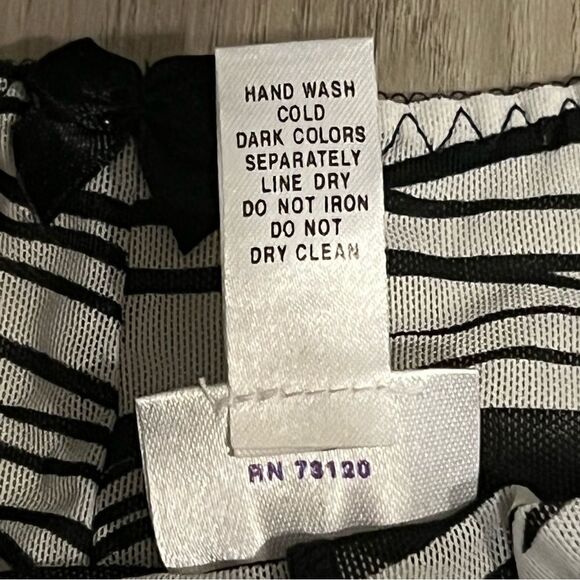 HAND WASH
COLD
DARK COLORS
SEPARATELY
LINE DRY
DO NOT IRON
DO NOT
DRY CLEAN
RN 73120